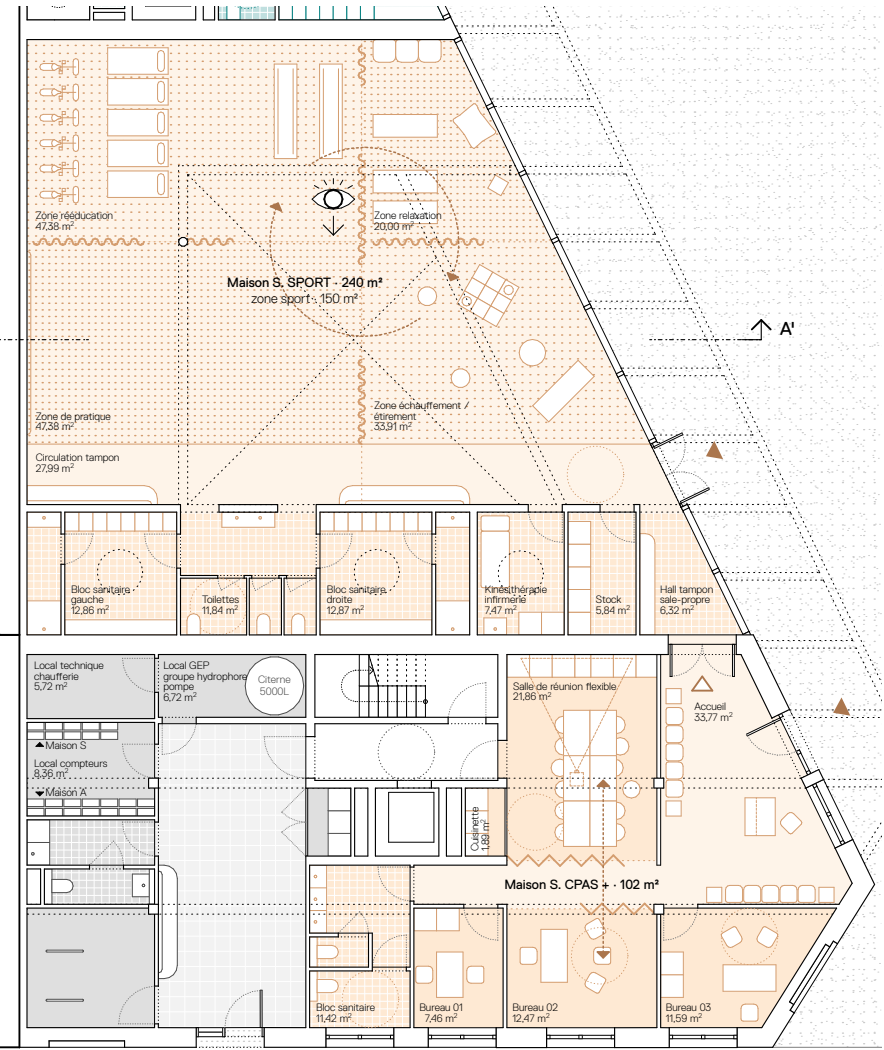 Zone rééducation
47,38 m²
Zone relaxation
20,00 m²
Maison S. SPORT · 240 m²
zone sport · 150 m²
A'
Zone de pratique
47,38 m²
Zone échauffement /
étirement
33,91 m²
Circulation tampon
27,99 m²
Bloc sanitaire
gauche
12,86 m²
Toilettes
11,84 m²
Bloc sanitaire
droite
12,87 m²
Kinésithérapie
infirmerie
7,47 m²
Stock
5,84 m²
Hall tampon
sale-propre
6,32 m²
Local technique
chaufferie
5,72 m²
Local GEP
groupe hydrophore
pompe
6,72 m²
Citerne
5000L
Salle de réunion flexible
21,86 m²
Accueil
33,77 m²
Maison S
Local compteurs
8,36 m²
Maison A
Cuisinette
1,89 m²
Maison S. CPAS + · 102 m²
Bloc sanitaire
11,42 m²
Bureau 01
7,46 m²
Bureau 02
12,47 m²
Bureau 03
11,59 m²